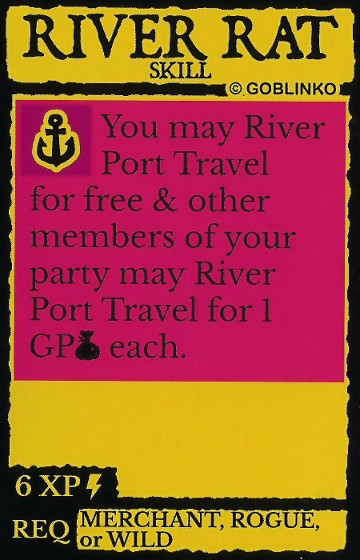 RIVER RAT
SKILL
© GOBLINKO
You may River
Port Travel
for free & other
members of your
party may River
Port Travel for 1
GP each.
6 XP
REQ MERCHANT, ROGUE,
or WILD